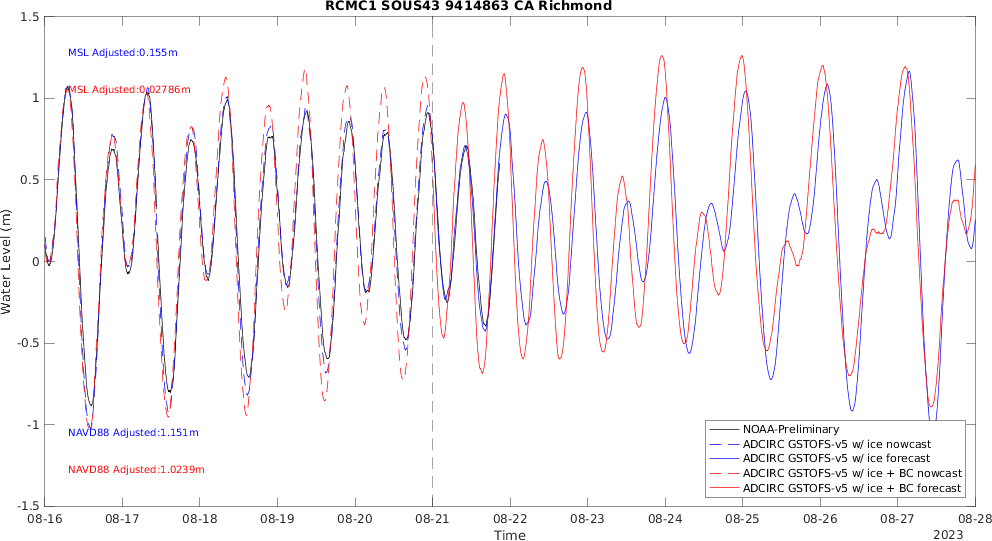 RCMC1 SOUS43 9414863 CA Richmond
1.5
1
0.5
0
-0.5
-1
-1.5
Water Level (m)
MSL Adjusted:0.155m
MSL Adjusted:0.02786m
NAVD88 Adjusted:1.151m
NAVD88 Adjusted:1.0239m
NOAA-Preliminary
ADCIRC GSTOFS-v5 w/ ice nowcast
ADCIRC GSTOFS-v5 w/ ice forecast
ADCIRC GSTOFS-v5 w/ ice + BC nowcast
ADCIRC GSTOFS-v5 w/ ice + BC forecast
08-16 08-17 08-18 08-19 08-20 08-21 08-22 08-23 08-24 08-25 08-26 08-27 08-28
Time
2023